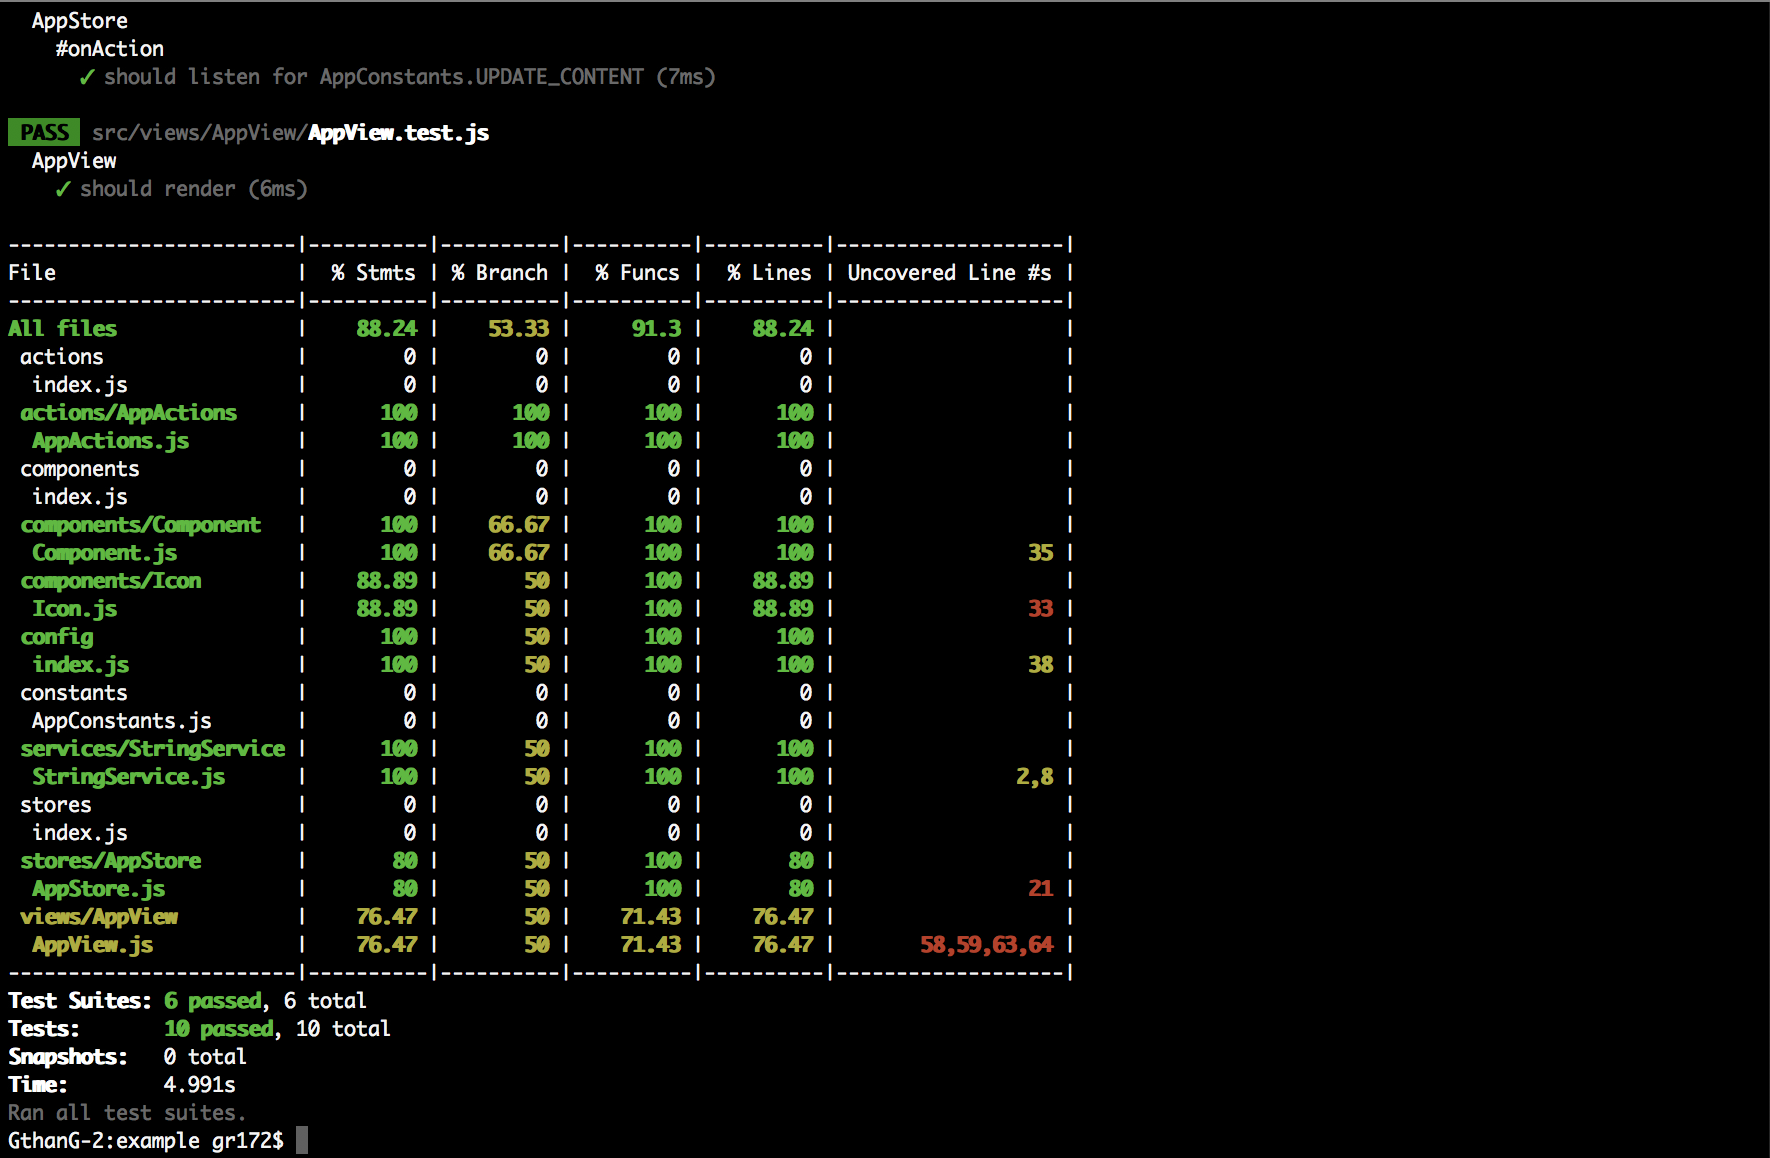 AppStore
#onAction
✓ should listen for AppConstants.UPDATE_CONTENT (7ms)
PASS src/views/AppView/AppView.test.js
AppView
✓ should render (6ms)
------------------------|----------|----------|----------|----------|-------------------|
File                    |  % Stmts | % Branch |  % Funcs |  % Lines | Uncovered Line #s |
------------------------|----------|----------|----------|----------|-------------------|
All files               |    88.24 |    53.33 |     91.3 |    88.24 |                   |
 actions                |        0 |        0 |        0 |        0 |                   |
  index.js              |        0 |        0 |        0 |        0 |                   |
 actions/AppActions     |      100 |      100 |      100 |      100 |                   |
  AppActions.js         |      100 |      100 |      100 |      100 |                   |
 components             |        0 |        0 |        0 |        0 |                   |
  index.js              |        0 |        0 |        0 |        0 |                   |
 components/Component   |      100 |    66.67 |      100 |      100 |                   |
  Component.js          |      100 |    66.67 |      100 |      100 |                35 |
 components/Icon        |    88.89 |       50 |      100 |    88.89 |                   |
  Icon.js               |    88.89 |       50 |      100 |    88.89 |                33 |
 config                 |      100 |       50 |      100 |      100 |                   |
  index.js              |      100 |       50 |      100 |      100 |                38 |
 constants              |        0 |        0 |        0 |        0 |                   |
  AppConstants.js       |        0 |        0 |        0 |        0 |                   |
 services/StringService |      100 |       50 |      100 |      100 |                   |
  StringService.js      |      100 |       50 |      100 |      100 |               2,8 |
 stores                 |        0 |        0 |        0 |        0 |                   |
  index.js              |        0 |        0 |        0 |        0 |                   |
 stores/AppStore        |       80 |       50 |      100 |       80 |                   |
  AppStore.js           |       80 |       50 |      100 |       80 |                21 |
 views/AppView          |    76.47 |       50 |    71.43 |    76.47 |                   |
  AppView.js            |    76.47 |       50 |    71.43 |    76.47 |       58,59,63,64 |
------------------------|----------|----------|----------|----------|-------------------|
Test Suites: 6 passed, 6 total
Tests:       10 passed, 10 total
Snapshots:   0 total
Time:        4.991s
Ran all test suites.
GthanG-2:example gr172$